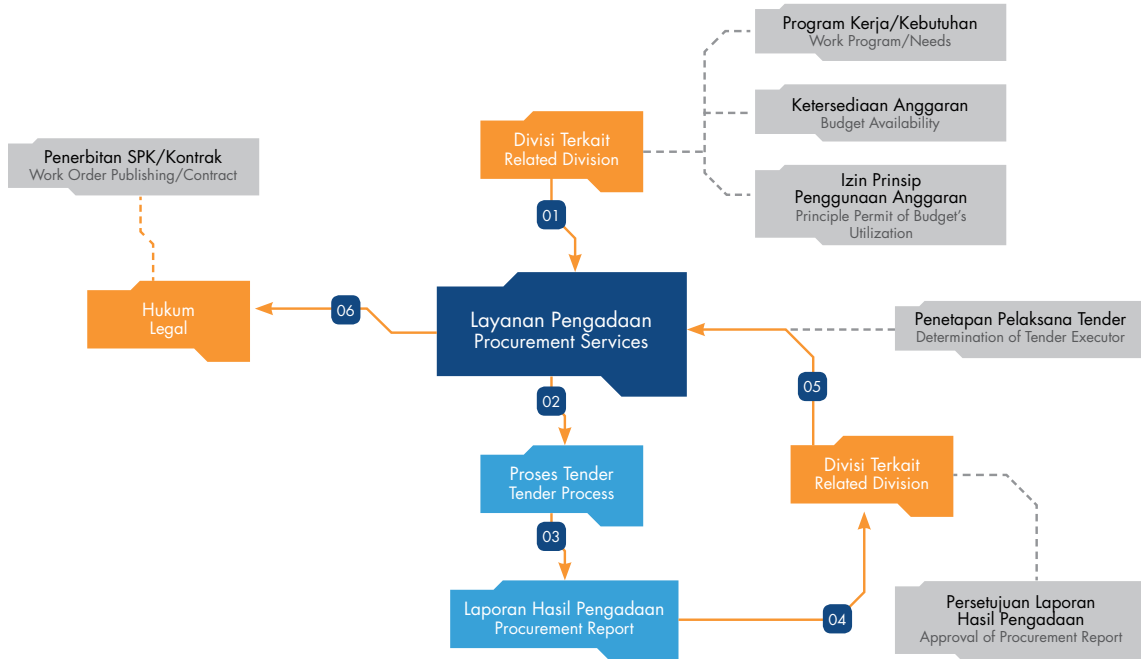 Program Kerja/Kebutuhan
Work Program/Needs
Ketersediaan Anggaran
Budget Availability
Izin Prinsip
Penggunaan Anggaran
Principle Permit of Budget's
Utilization
Divisi Terkait
Related Division
Penerbitan SPK/Kontrak
Work Order Publishing/Contract
01
Hukum
Legal
06
Layanan Pengadaan
Procurement Services
Penetapan Pelaksana Tender
Determination of Tender Executor
05
02
Proses Tender
Tender Process
Divisi Terkait
Related Division
03
Laporan Hasil Pengadaan
Procurement Report
04
Persetujuan Laporan
Hasil Pengadaan
Approval of Procurement Report